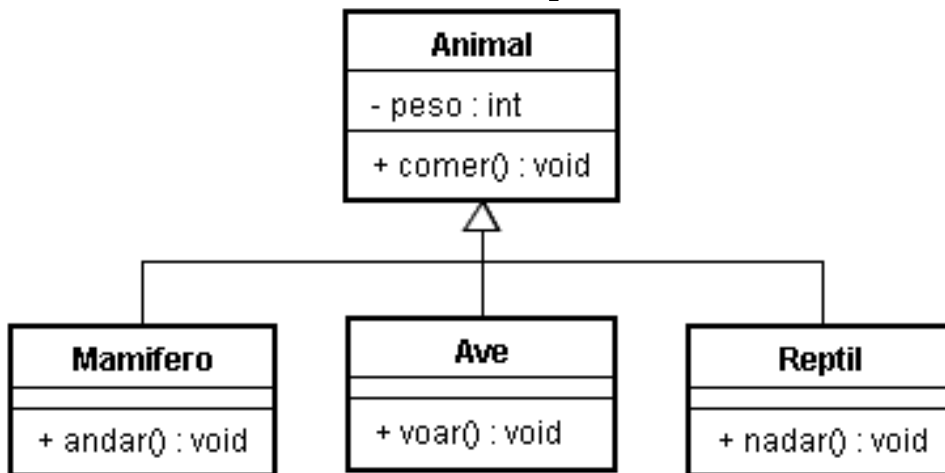 Animal
- peso : int
+ comer() : void
Mamifero
+ andar() : void
Ave
+ voar() : void
Reptil
+ nadar() : void